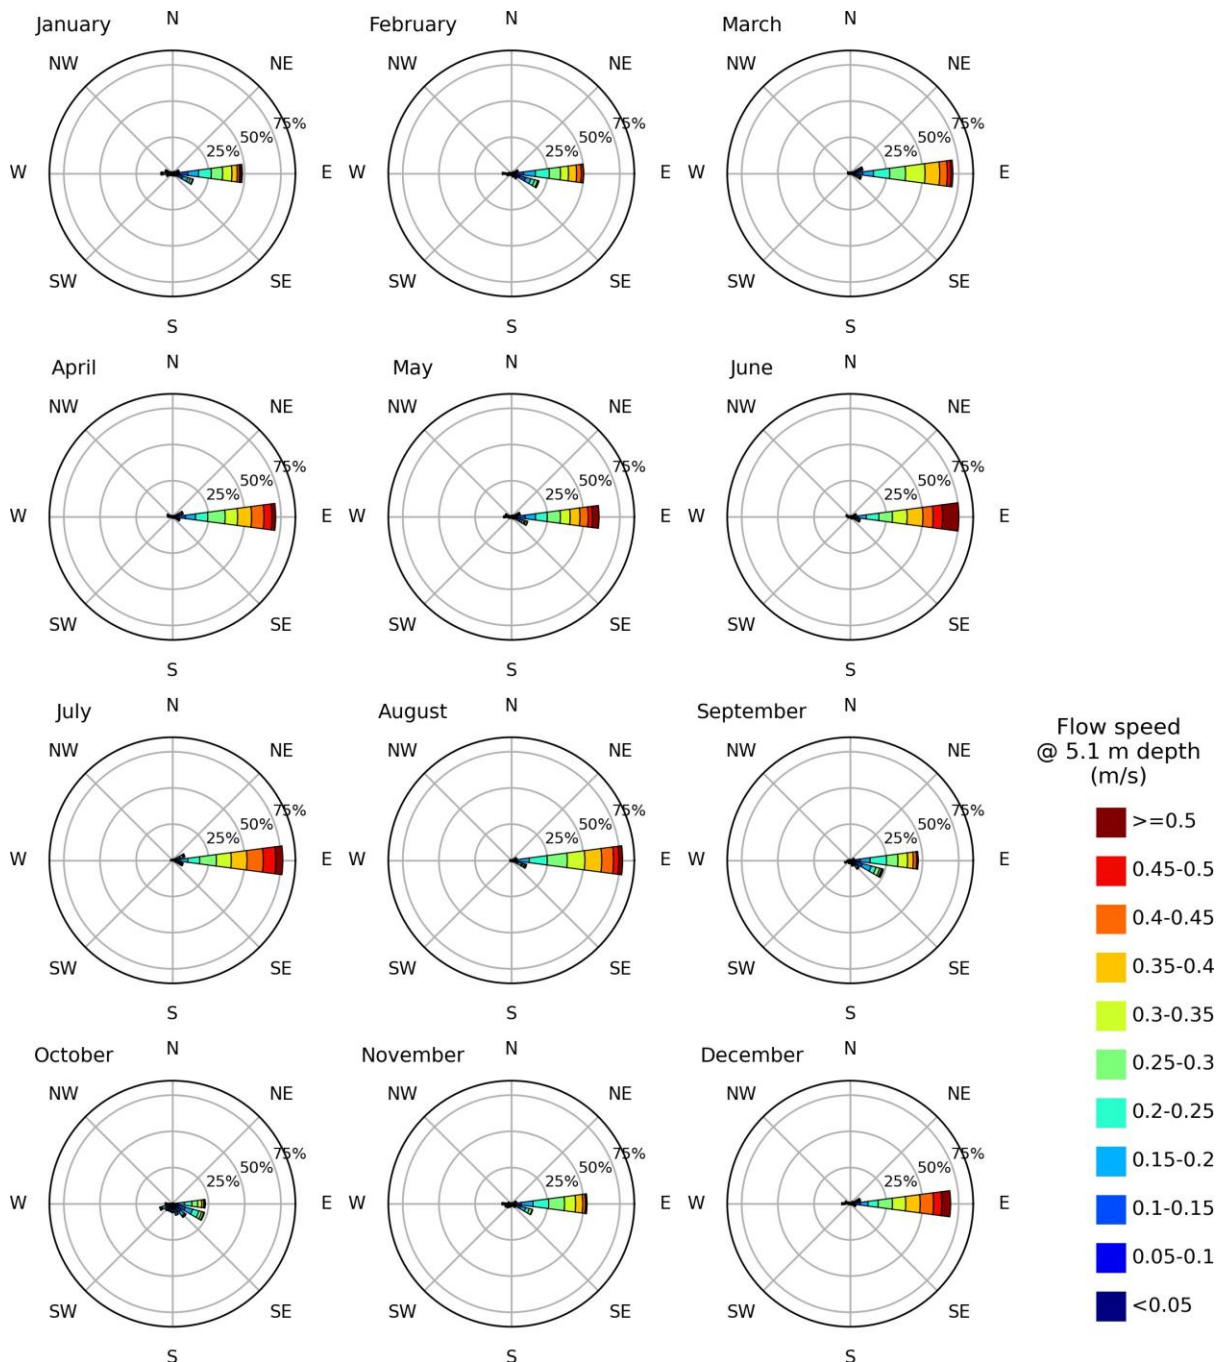 January
N
NW
NE
W
E
SW
SE
S
25%
50%
75%
February
N
NW
NE
W
E
SW
SE
S
25%
50%
75%
March
N
NW
NE
W
E
SW
SE
S
25%
50%
75%
April
N
NW
NE
W
E
SW
SE
S
25%
50%
75%
May
N
NW
NE
W
E
SW
SE
S
25%
50%
75%
June
N
NW
NE
W
E
SW
SE
S
25%
50%
75%
July
N
NW
NE
W
E
SW
SE
S
25%
50%
75%
August
N
NW
NE
W
E
SW
SE
S
25%
50%
75%
September
N
NW
NE
W
E
SW
SE
S
25%
50%
75%
October
N
NW
NE
W
E
SW
SE
S
25%
50%
75%
November
N
NW
NE
W
E
SW
SE
S
25%
50%
75%
December
N
NW
NE
W
E
SW
SE
S
25%
50%
75%
Flow speed
@ 5.1 m depth
(m/s)
>=0.5
0.45-0.5
0.4-0.45
0.35-0.4
0.3-0.35
0.25-0.3
0.2-0.25
0.15-0.2
0.1-0.15
0.05-0.1
<0.05